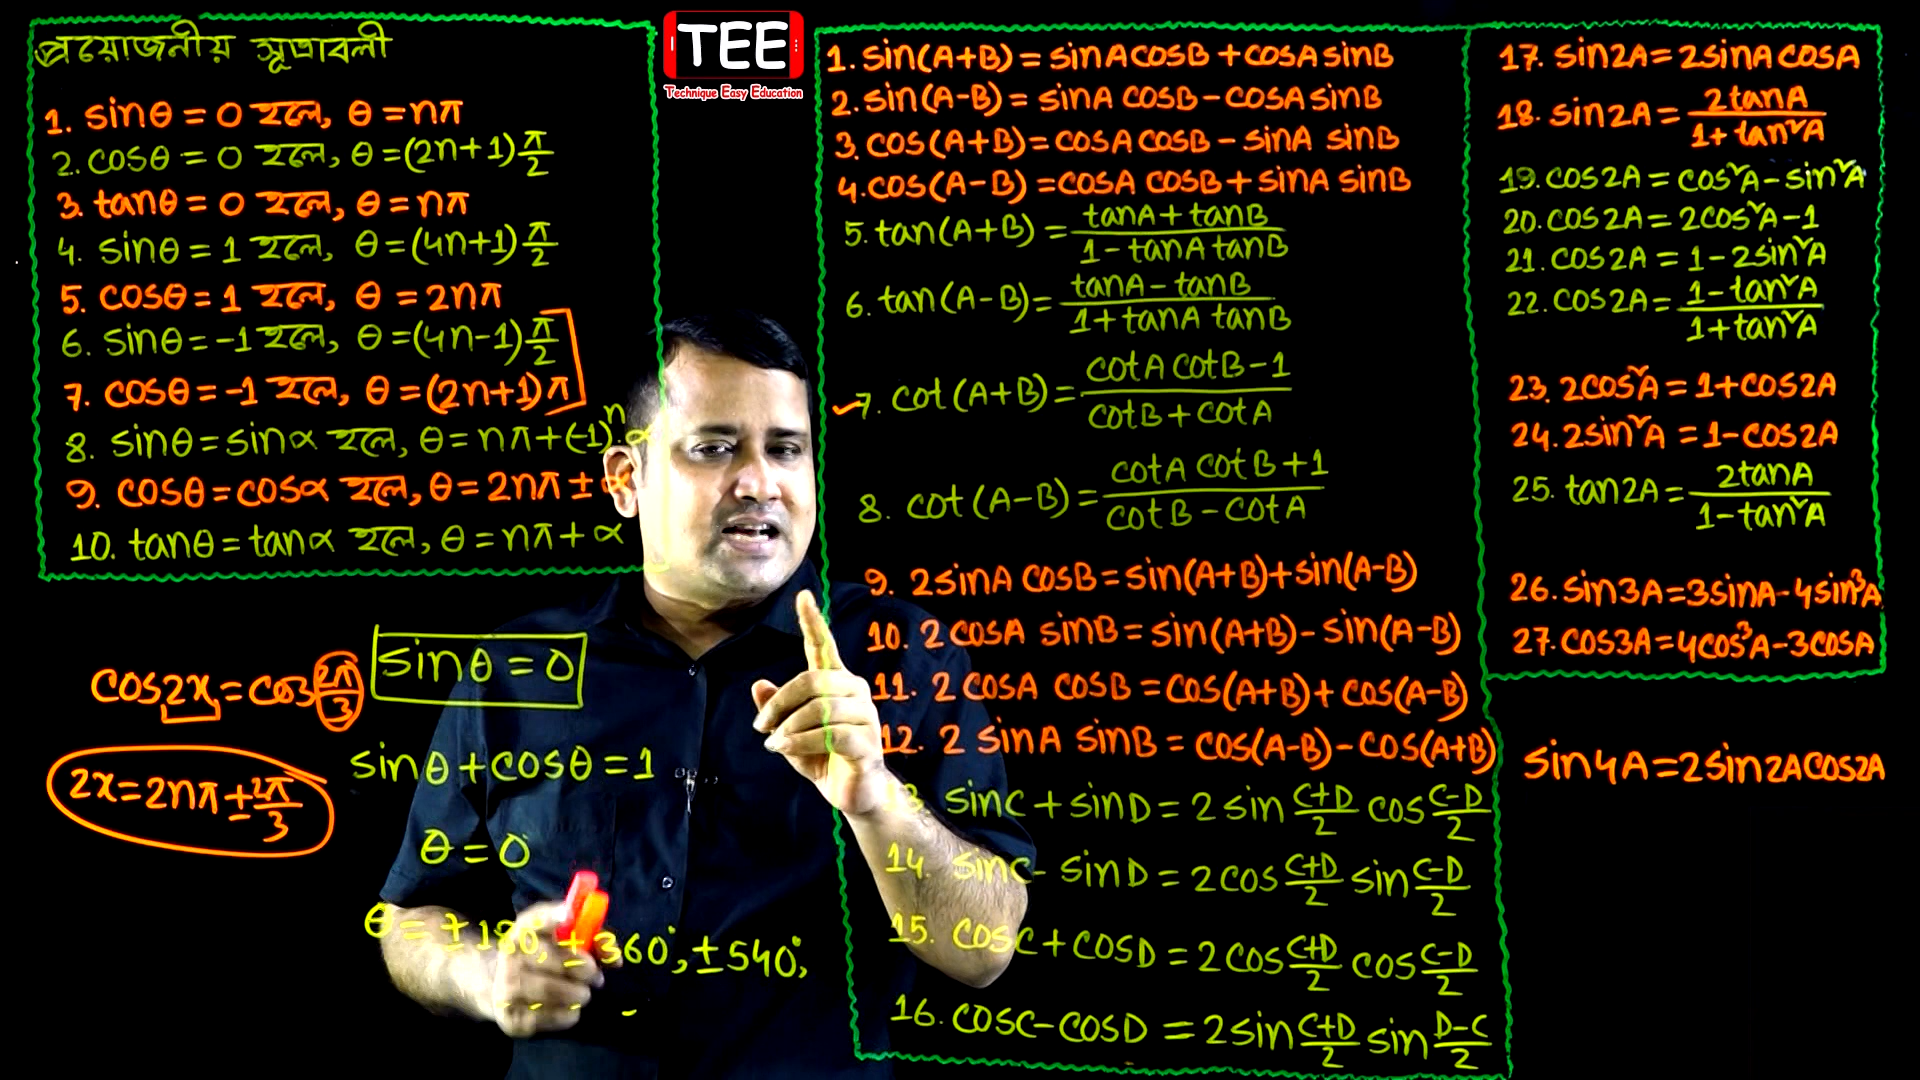 প্রয়োজনীয় সূত্রাবলী
1. sinθ = 0 হলে, θ = nπ
2. cosθ = 0 হলে, θ = (2n+1)π/2
3. tanθ = 0 হলে, θ = nπ
4. sinθ = 1 হলে, θ = (4n+1)π/2
5. cosθ = 1 হলে, θ = 2nπ
6. sinθ = -1 হলে, θ = (4n-1)π/2
7. cosθ = -1 হলে, θ = (2n+1)π
8. sinθ = sinα হলে, θ = nπ+(-1)ⁿ.α
9. cosθ = cosα হলে, θ = 2nπ ± α
10. tanθ = tanα হলে, θ = nπ + α
cos2x = cos 2π/3
2x = 2nπ ± 2π/3
sinθ = 0
sinθ + cosθ = 1
θ = 0
θ = ±180°, ±360°, ±540°,
- - - - -
TEE
Technique Easy Education
1. sin(A+B) = sinA cosB + cosA sinB
2. sin(A-B) = sinA cosB - cosA sinB
3. cos(A+B) = cosA cosB - sinA sinB
4. cos(A-B) = cosA cosB + sinA sinB
5. tan(A+B) = tanA + tanB / 1 - tanA tanB
6. tan(A-B) = tanA - tanB / 1 + tanA tanB
7. cot(A+B) = cotA cotB - 1 / cotB + cotA
8. cot(A-B) = cotA cotB + 1 / cotB - cotA
9. 2sinA cosB = sin(A+B) + sin(A-B)
10. 2cosA sinB = sin(A+B) - sin(A-B)
11. 2cosA cosB = cos(A+B) + cos(A-B)
12. 2sinA sinB = cos(A-B) - cos(A+B)
13. sinC + sinD = 2 sin C+D/2 cos C-D/2
14. sinC - sinD = 2cos C+D/2 sin C-D/2
15. cosC + cosD = 2cos C+D/2 cos C-D/2
16. cosC - cosD = 2sin C+D/2 sin D-C/2
17. sin2A = 2sinA cosA
18. sin2A = 2tanA / 1 + tan²A
19. cos2A = cos²A - sin²A
20. cos2A = 2cos²A - 1
21. cos2A = 1 - 2sin²A
22. cos2A = 1 - tan²A / 1 + tan²A
23. 2cos²A = 1 + cos2A
24. 2sin²A = 1 - cos2A
25. tan2A = 2tanA / 1 - tan²A
26. sin3A = 3sinA - 4sin³A
27. cos3A = 4cos³A - 3cosA
sin4A = 2sin2Acos2A